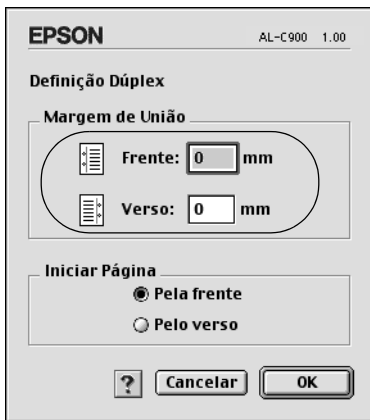 EPSON AL-C900 1.00
Definição Dúplex
Margem de União
Frente: 0 mm
Verso: 0 mm
Iniciar Página
Pela frente
Pelo verso
? Cancelar OK